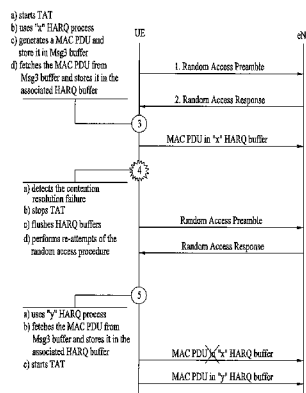 a) starts TAT
b) uses "x" HARQ process
c) generates a MAC PDU and
store it in Msg3 buffer
d) fetches the MAC PDU from
Msg3 buffer and stores it in the
associated HARQ buffer
UE
eN
1. Random Access Preamble
2. Random Access Response
3
MAC PDU in "x" HARQ buffer
4
a) detects the contention
resolution failure
b) stops TAT
c) flushes HARQ buffers
d) performs re-attempts of the
random access procedure
Random Access Preamble
Random Access Response
5
a) uses "y" HARQ process
b) fetches the MAC PDU from
Msg3 buffer and stores it in the
associated HARQ buffer
c) starts TAT
MAC PDU in "x" HARQ buffer
MAC PDU in "y" HARQ buffer